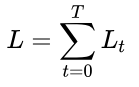 L = \sum_{t=0}^{T} L_t